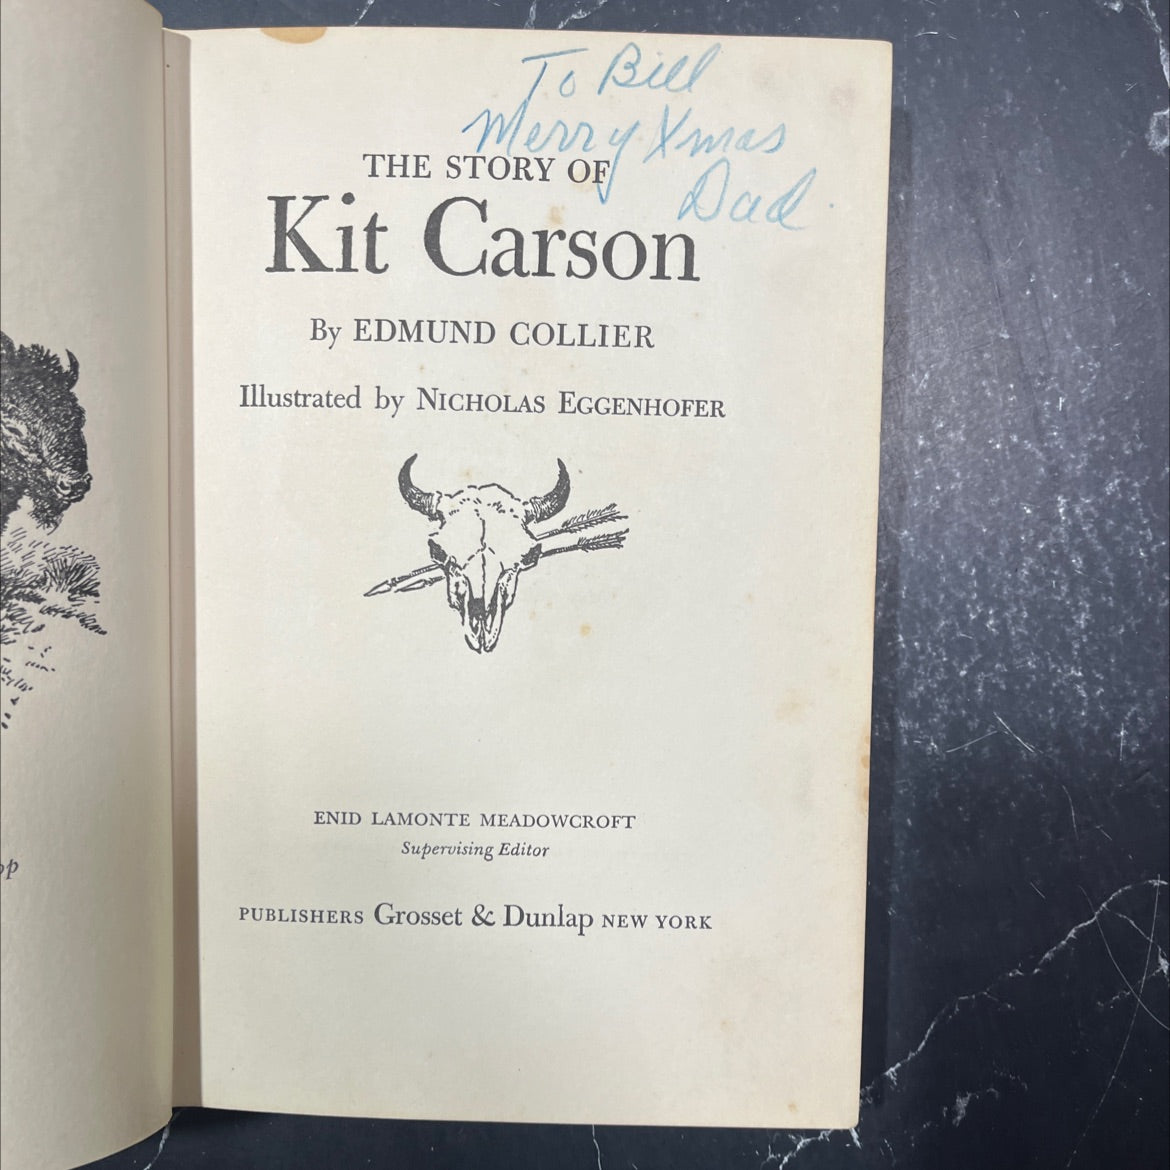 To Bill
Merry Xmas
Dad
THE STORY OF
Kit Carson
By EDMUND COLLIER
Illustrated by NICHOLAS EGGENHOFER
ENID LAMONTE MEADOWCROFT
Supervising Editor
PUBLISHERS Grosset & Dunlap NEW YORK